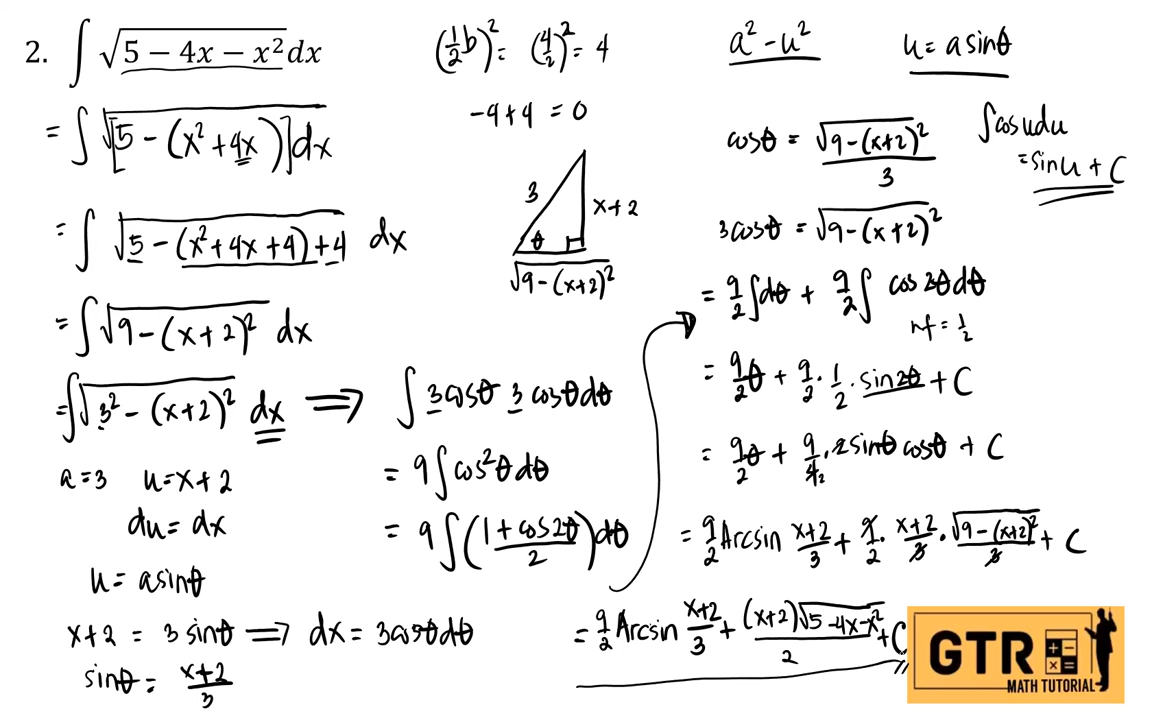 2. ∫ √(5 − 4x − x²) dx
= ∫ √[5 − (x² + 4x )] dx
= ∫ √(5 − (x² + 4x + 4) + 4) dx
= ∫ √(9 − (x + 2)²) dx
= ∫ √(3² − (x + 2)²) dx ⟹
a = 3 u = x + 2
du = dx
u = a sinθ
x + 2 = 3 sinθ ⟹ dx = 3cosθdθ
sinθ = (x+2)/3
(½b)² = (4/2)² = 4
-4 + 4 = 0
3
x + 2
θ
√(9 − (x+2)²)
∫ 3cosθ 3cosθdθ
= 9 ∫ cos²θ dθ
= 9 ∫ ((1 + cos2θ)/2) dθ
a² − u² u = a sinθ
cosθ = √(9 − (x+2)²)/3
∫ cos u du
= sin u + C
3cosθ = √(9 − (x+2)²)
= 9/2 ∫ dθ + 9/2 ∫ cos 2θ dθ
nf = ½
= 9/2 θ + 9/2 · 1/2 · sin2θ + C
= 9/2 θ + 9/4₂ · 2 sinθ cosθ + C
= 9/2 Arcsin (x+2)/3 + 9/2 · (x+2)/3 · √(9 − (x+2)²)/3 + C
= 9/2 Arcsin (x+2)/3 + (x+2)√(5 − 4x − x²)/2 + C
GTR
MATH TUTORIAL